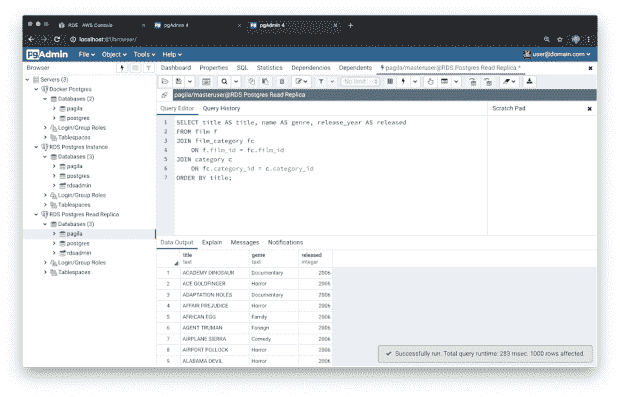 RDS · AWS Console
pgAdmin 4
pgAdmin 4
localhost:81/browser/
pgAdmin File Object Tools Help
user@domain.com
Browser
Dashboard Properties SQL Statistics Dependencies Dependents pagila/masteruser@RDS Postgres Read Replica *
Servers (3)
Docker Postgres
Databases (2)
pagila
postgres
Login/Group Roles
Tablespaces
RDS Postgres Instance
Databases (3)
pagila
postgres
rdsadmin
Login/Group Roles
Tablespaces
RDS Postgres Read Replica
Databases (3)
pagila
postgres
rdsadmin
Login/Group Roles
Tablespaces
No limit
pagila/masteruser@RDS Postgres Read Replica
Query Editor Query History
Scratch Pad
1 SELECT title AS title, name AS genre, release_year AS released
2 FROM film f
3 JOIN film_category fc
4 ON f.film_id = fc.film_id
5 JOIN category c
6 ON fc.category_id = c.category_id
7 ORDER BY title;
Data Output Explain Messages Notifications
title genre released
text text integer
1 ACADEMY DINOSAUR Documentary 2006
2 ACE GOLDFINGER Horror 2006
3 ADAPTATION HOLES Documentary 2006
4 AFFAIR PREJUDICE Horror 2006
5 AFRICAN EGG Family 2006
6 AGENT TRUMAN Foreign 2006
7 AIRPLANE SIERRA Comedy 2006
8 AIRPORT POLLOCK Horror 2006
9 ALABAMA DEVIL Horror 2006
Successfully run. Total query runtime: 283 msec. 1000 rows affected.